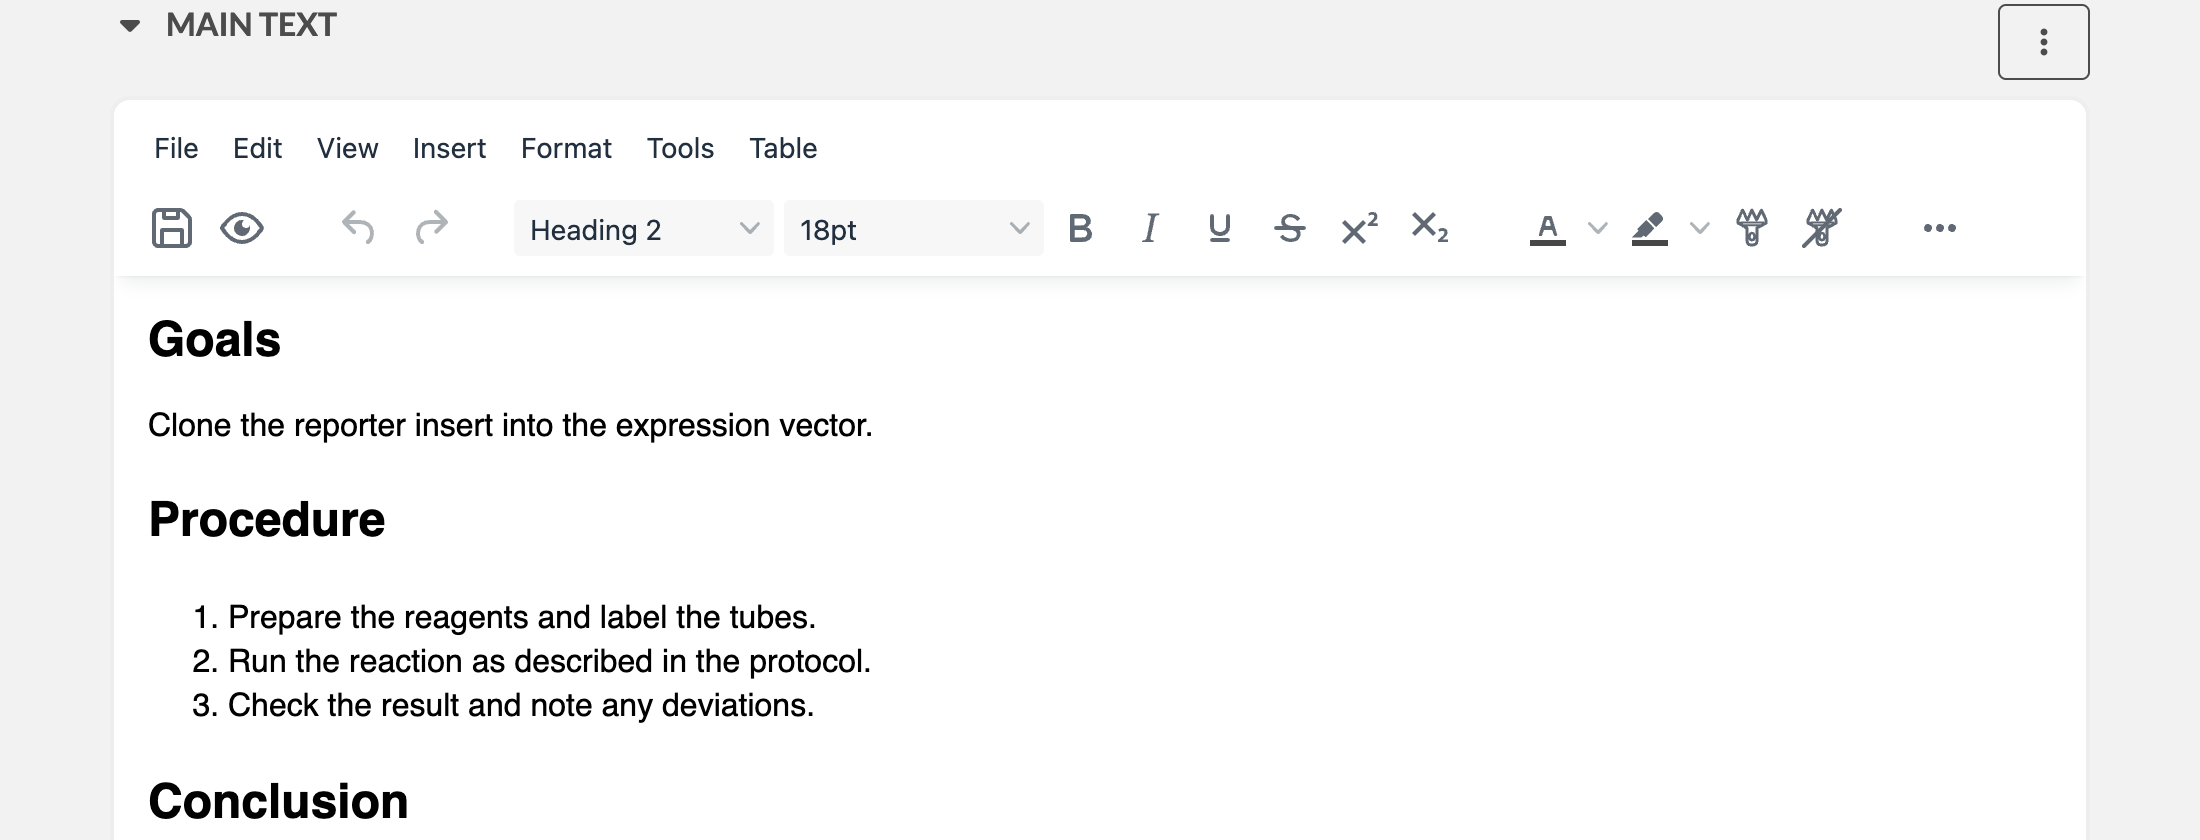 MAIN TEXT
File Edit View Insert Format Tools Table
Heading 2 18pt B I U S X² X₂ A
Goals
Clone the reporter insert into the expression vector.
Procedure
1. Prepare the reagents and label the tubes.
2. Run the reaction as described in the protocol.
3. Check the result and note any deviations.
Conclusion